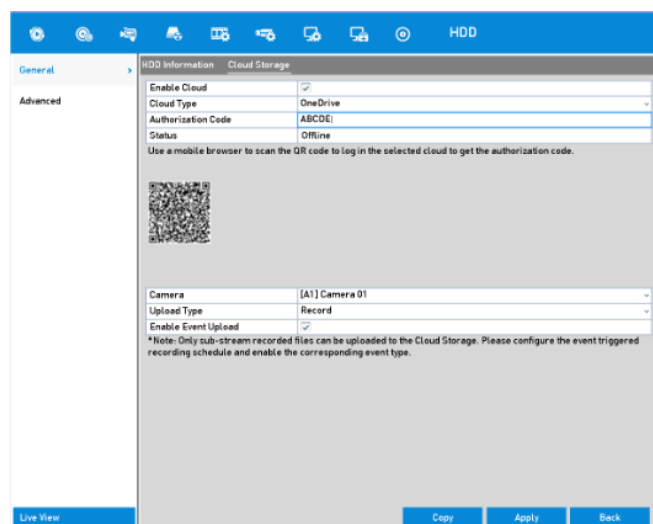 HDD
General >
HDD Information Cloud Storage
Enable Cloud
Advanced
Cloud Type OneDrive
Authorization Code ABCDE
Status Offline
Use a mobile browser to scan the QR code to log in the selected cloud to get the authorization code.
Camera [A1] Camera 01
Upload Type Record
Enable Event Upload
*Note: Only sub-stream recorded files can be uploaded to the Cloud Storage. Please configure the event triggered
recording schedule and enable the corresponding event type.
Live View Copy Apply Back